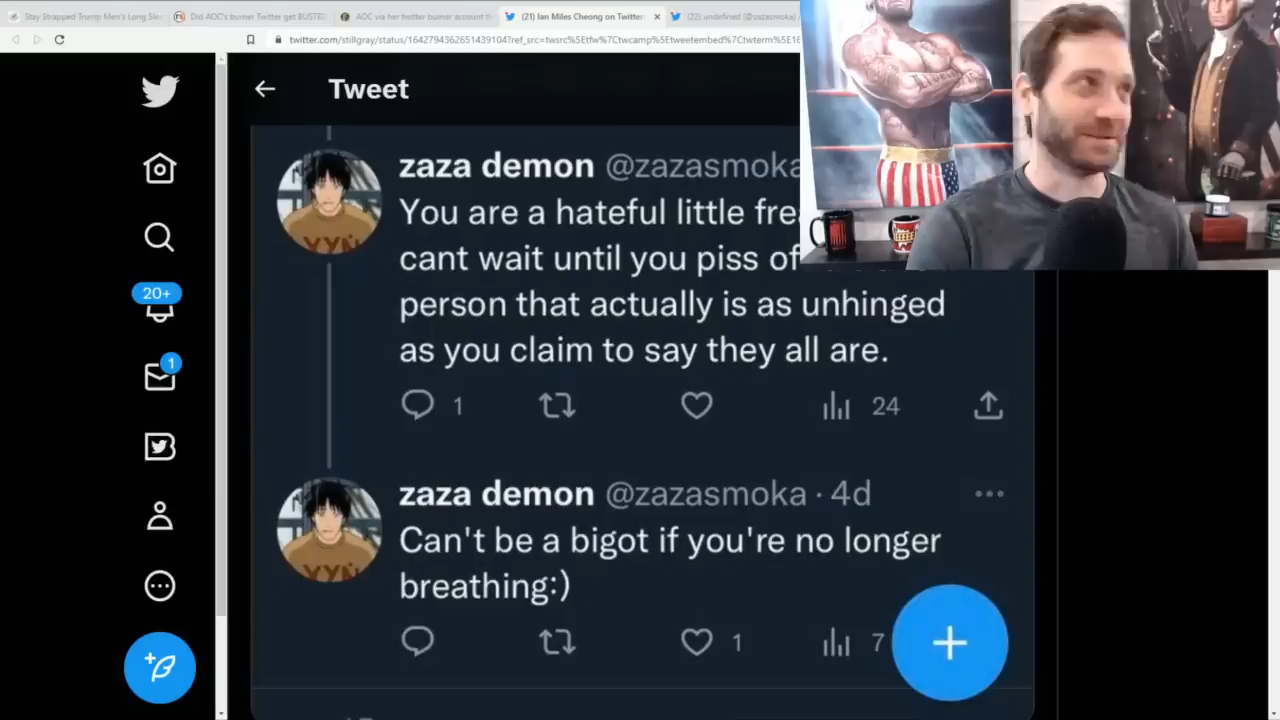 Stay Strapped Trump Men's Long Sle
Did AOC's burner Twitter get BUSTED
AOC via her twitter burner account th
(21) Ian Miles Cheong on Twitter
(22) undefined (@zazasmoka)
twitter.com/stillgray/status/1642794362651439104?ref_src=twsrc%5Etfw%7Ctwcamp%5Etweetembed%7Ctwterm%5E16
Tweet
20+
1
zaza demon @zazasmoka
You are a hateful little frea
cant wait until you piss of
person that actually is as unhinged
as you claim to say they all are.
1
24
zaza demon @zazasmoka · 4d
Can't be a bigot if you're no longer
breathing:)
1
7